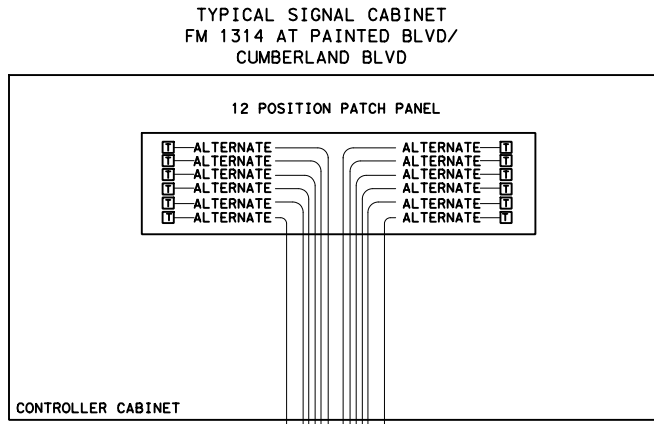 TYPICAL SIGNAL CABINET
FM 1314 AT PAINTED BLVD/
CUMBERLAND BLVD
12 POSITION PATCH PANEL
T ALTERNATE ALTERNATE T
T ALTERNATE ALTERNATE T
T ALTERNATE ALTERNATE T
T ALTERNATE ALTERNATE T
T ALTERNATE ALTERNATE T
T ALTERNATE ALTERNATE T
CONTROLLER CABINET